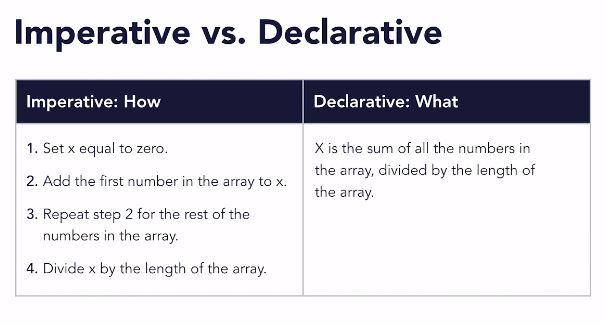 Imperative vs. Declarative
Imperative: How
Declarative: What
1. Set x equal to zero.
2. Add the first number in the array to x.
3. Repeat step 2 for the rest of the
numbers in the array.
4. Divide x by the length of the array.
X is the sum of all the numbers in
the array, divided by the length of
the array.